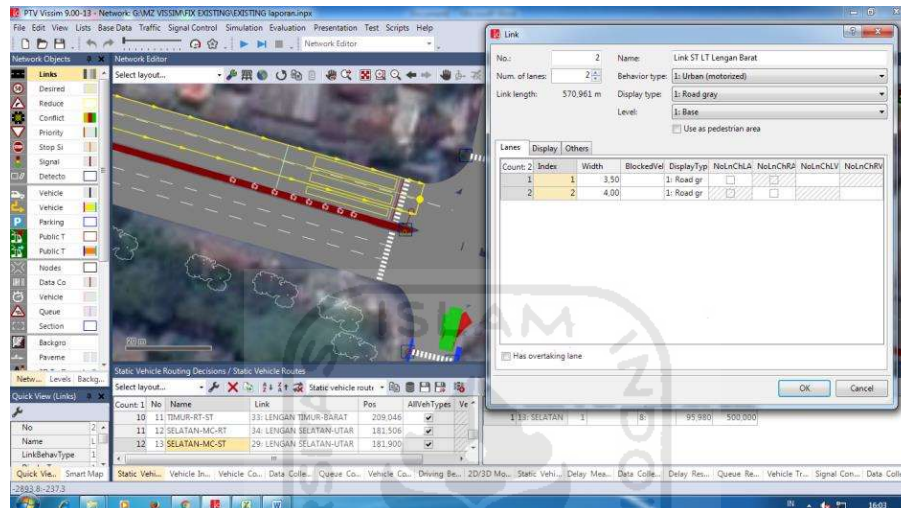 PTV Vissim 9.00-13 - Network: G:\MZ VISSIM\FIX EXISTING\EXISTING laporan.inpx
File Edit View Lists Base Data Traffic Signal Control Simulation Evaluation Presentation Test Scripts Help
Network Editor
Network Objects
Links
Desired
Reduce
Conflict
Priority
Stop Si
Signal
Detecto
Vehicle
Vehicle
Parking
Public T
Public T
Nodes
Data Co
Vehicle
Queue
Section
Backgro
Paveme
Netw... Levels Backg...
Quick View (Links)
No 2
Name L
LinkBehavType 1
Quick Vie... Smart Map
-2893.8:-237.3
Network Editor
Select layout...
Static Vehicle Routing Decisions / Static Vehicle Routes
Select layout... Static vehicle routi
Count: 1 No Name Link Pos AllVehTypes Ve
10 11 TIMUR-RT-ST 33: LENGAN TIMUR-BARAT 209,046
11 12 SELATAN-MC-RT 34: LENGAN SELATAN-UTAR 181,506
12 13 SELATAN-MC-ST 29: LENGAN SELATAN-UTAR 181,900
1 13: SELATAN 1 8: 95,980 500,000
Static Vehi... Vehicle In... Vehicle Co... Data Colle... Queue Co... Vehicle Co... Driving Be... 2D/3D Mo... Static Vehi... Delay Mea... Data Colle... Delay Res... Queue Re... Vehicle Tr... Signal Con... Data Coll
Link
No.: 2 Name: Link ST LT Lengan Barat
Num. of lanes: 2 Behavior type: 1: Urban (motorized)
Link length: 570,961 m Display type: 1: Road gray
Level: 1: Base
Use as pedestrian area
Lanes Display Others
Count: 2 Index Width BlockedVel DisplayTyp NoLnChLA NoLnChRA NoLnChLV NoLnChRV
1 1 3,50 1: Road gr
2 2 4,00 1: Road gr
Has overtaking lane
OK Cancel
ISLAM
IN
16:03